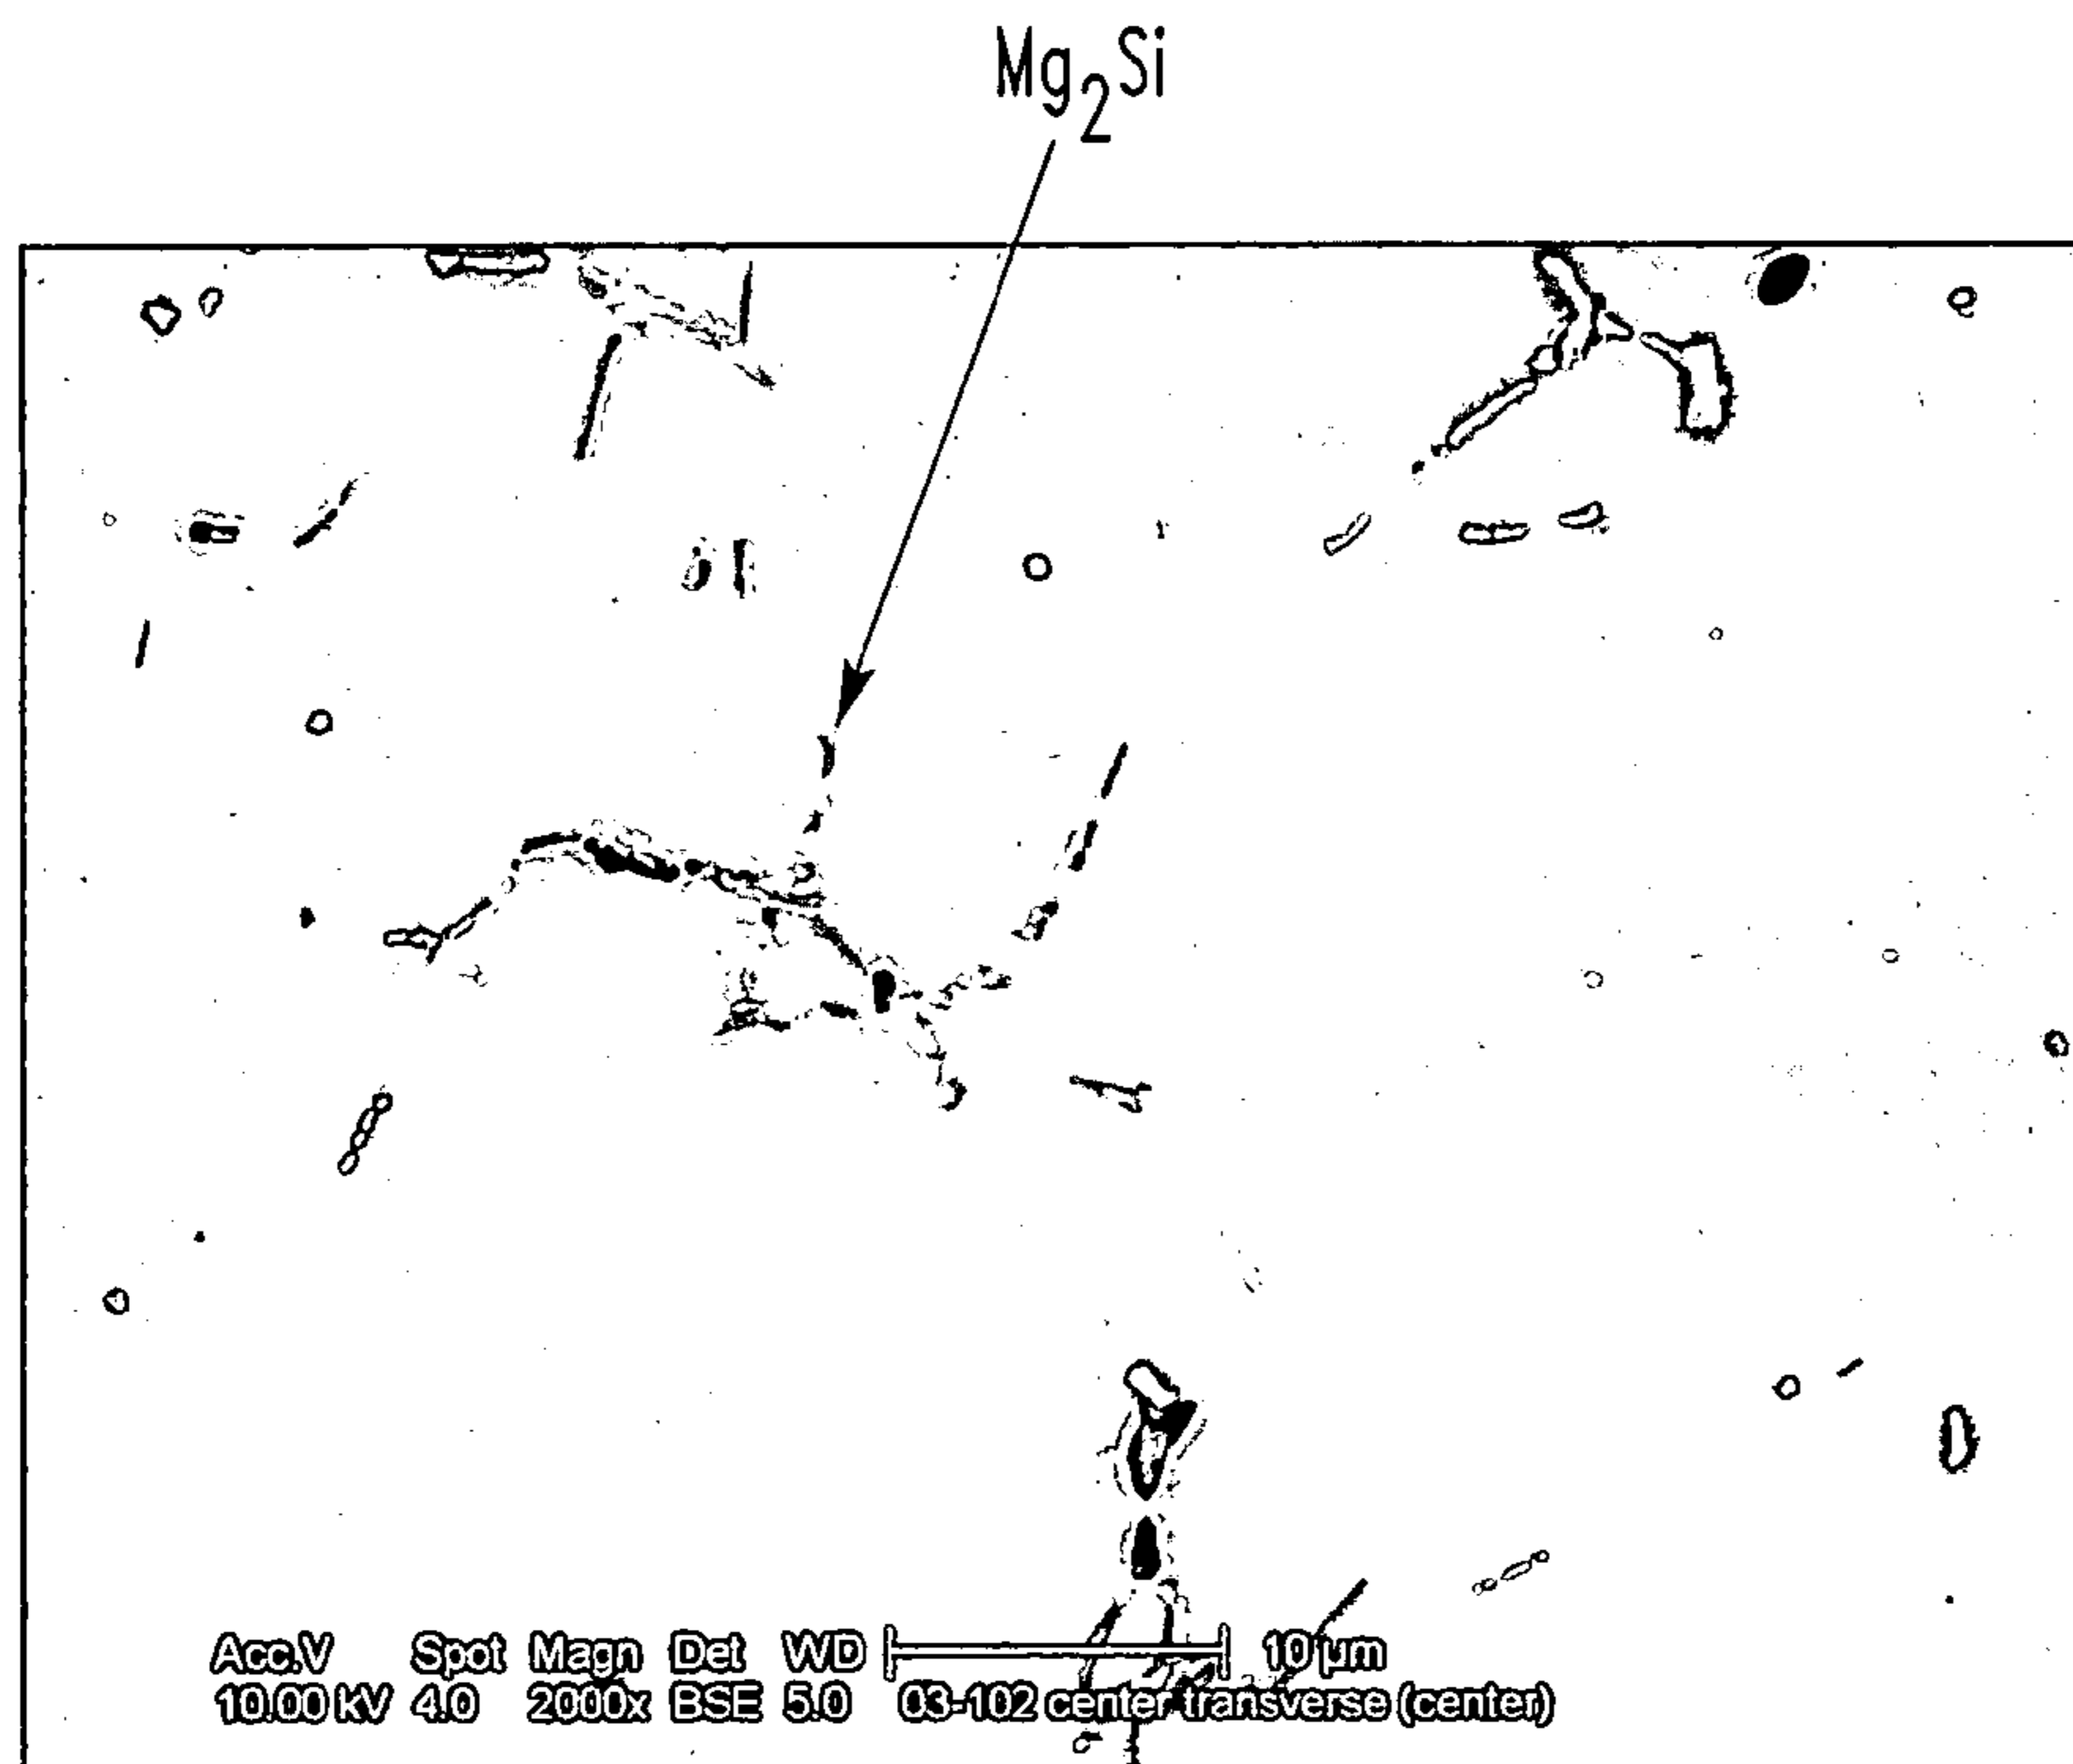 Mg₂Si
Acc.V Spot Magn Det WD 10 µm
10.00 kV 4.0 2000x BSE 5.0 03-102 center transverse (center)